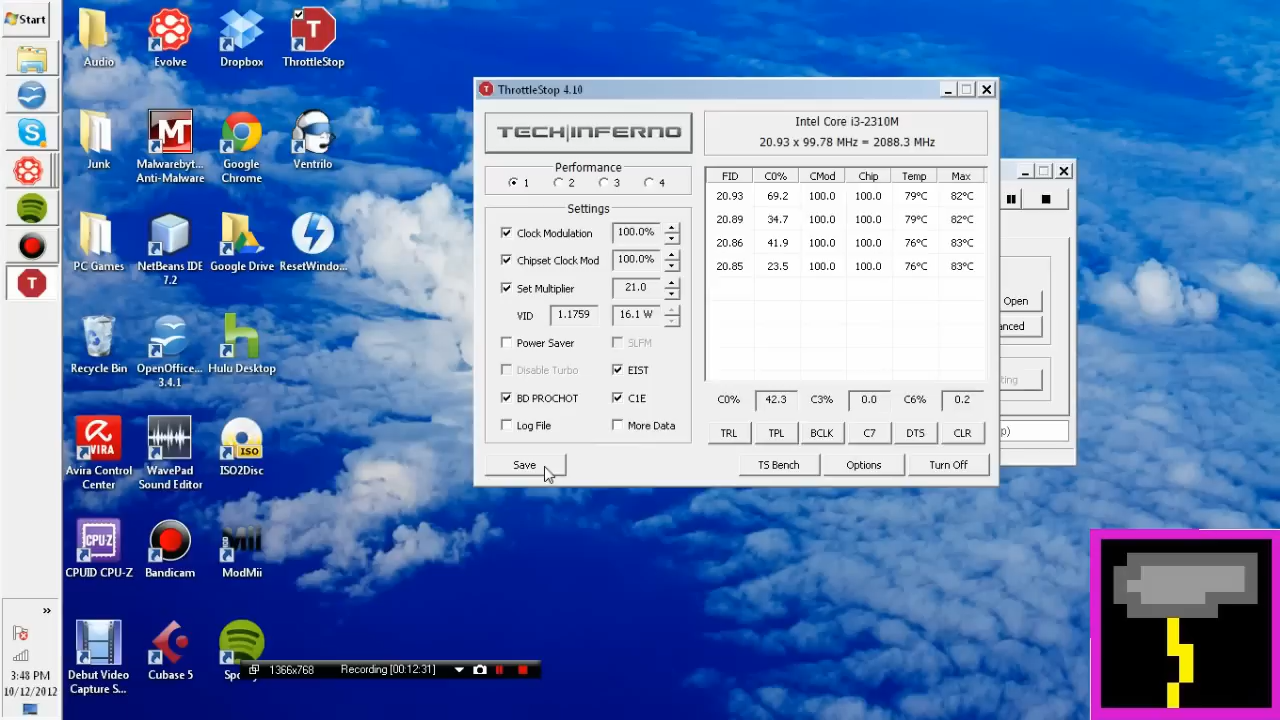 Start
Audio
Evolve
Dropbox
ThrottleStop
Junk
Malwarebyt...
Anti-Malware
Google
Chrome
Ventrilo
PC Games
NetBeans IDE
7.2
Google Drive
ResetWindo...
Recycle Bin
OpenOffice...
3.4.1
Hulu Desktop
Avira Control
Center
WavePad
Sound Editor
ISO
ISO2Disc
CPU-Z
CPUID CPU-Z
Bandicam
Mii
ModMii
Debut Video
Capture S...
Cubase 5
ThrottleStop 4.10
TECH|INFERNO
Performance
1 2 3 4
Settings
Clock Modulation 100.0%
Chipset Clock Mod 100.0%
Set Multiplier 21.0
VID 1.1759 16.1 W
Power Saver SLFM
Disable Turbo EIST
BD PROCHOT C1E
Log File More Data
Save
Intel Core i3-2310M
20.93 x 99.78 MHz = 2088.3 MHz
FID C0% CMod Chip Temp Max
20.93 69.2 100.0 100.0 79°C 82°C
20.89 34.7 100.0 100.0 79°C 82°C
20.86 41.9 100.0 100.0 76°C 83°C
20.85 23.5 100.0 100.0 76°C 83°C
C0% 42.3 C3% 0.0 C6% 0.2
TRL TPL BCLK C7 DTS CLR
TS Bench Options Turn Off
Open
1366x768 Recording [00:12:31]
3:48 PM
10/12/2012